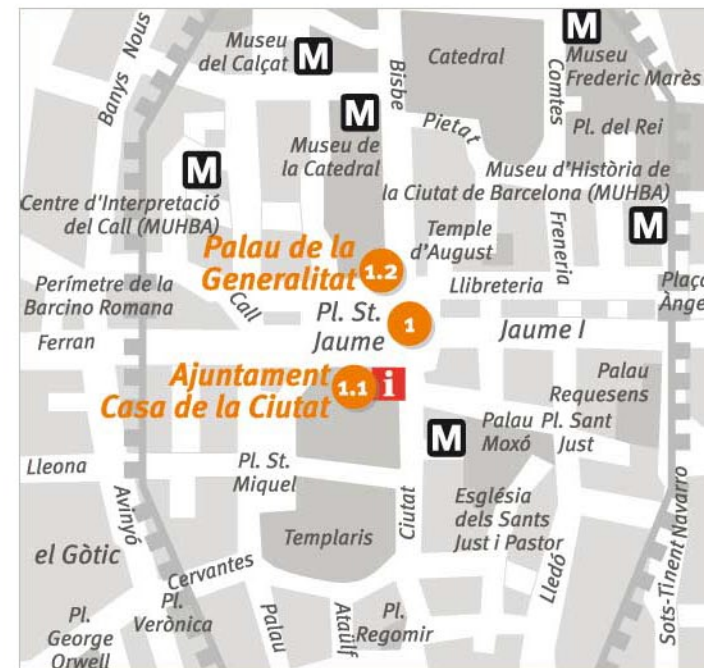 Banys Nous
Museu
del Calçat
M
Bisbe
Catedral
Comtes
M
Museu
Frederic Marès
M
Museu de
la Catedral
Pietat
Pl. del Rei
M
Centre d'Interpretació
del Call (MUHBA)
Museu d'Història de
la Ciutat de Barcelona (MUHBA)
M
Palau de la
Generalitat
1.2
Temple
d'August
Freneria
Perímetre de la
Barcino Romana
Call
Llibreteria
Plaça
Àngel
Pl. St.
Jaume
1
Jaume I
Ferran
Ajuntament
Casa de la Ciutat
1.1
i
Palau
Requesens
M
Palau
Moxó
Pl. Sant
Just
Lleona
Avinyó
Pl. St.
Miquel
Ciutat
Església
dels Sants
Just i Pastor
Templaris
Lledó
Sots-Tinent Navarro
el Gòtic
Cervantes
Pl.
George
Orwell
Pl.
Verònica
Palau
Ataülf
Pl.
Regomir